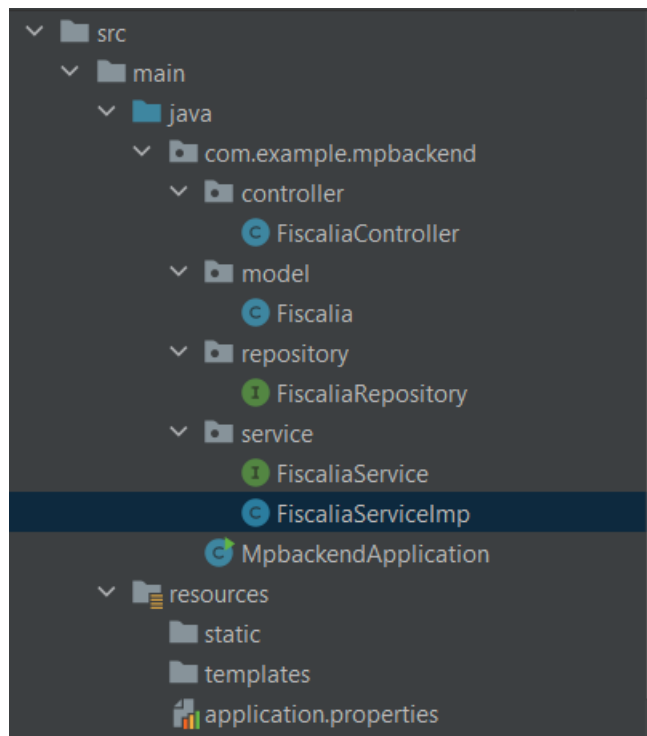 src
main
java
com.example.mpbackend
controller
C FiscaliaController
model
C Fiscalia
repository
I FiscaliaRepository
service
I FiscaliaService
C FiscaliaServiceImp
C MpbackendApplication
resources
static
templates
application.properties